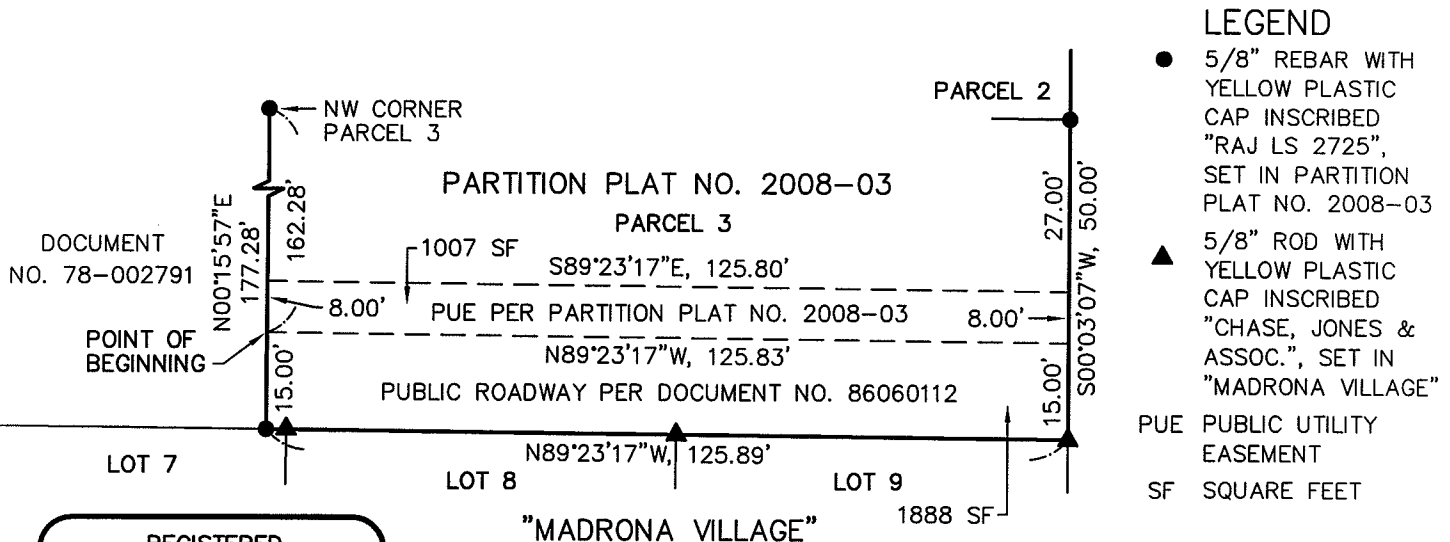 LEGEND
5/8" REBAR WITH
YELLOW PLASTIC
CAP INSCRIBED
"RAJ LS 2725",
SET IN PARTITION
PLAT NO. 2008-03
5/8" ROD WITH
YELLOW PLASTIC
CAP INSCRIBED
"CHASE, JONES &
ASSOC.", SET IN
"MADRONA VILLAGE"
PUE PUBLIC UTILITY
EASEMENT
SF SQUARE FEET
NW CORNER
PARCEL 3
PARCEL 2
PARTITION PLAT NO. 2008-03
PARCEL 3
DOCUMENT
NO. 78-002791
N00°15'57"E
177.28'
162.28'
1007 SF
S89°23'17"E, 125.80'
27.00'
S00°03'07"W, 50.00'
8.00'
PUE PER PARTITION PLAT NO. 2008-03
8.00'
POINT OF
BEGINNING
N89°23'17"W, 125.83'
15.00'
PUBLIC ROADWAY PER DOCUMENT NO. 86060112
15.00'
N89°23'17"W, 125.89'
LOT 7
LOT 8
LOT 9
1888 SF
"MADRONA VILLAGE"
REGISTERED